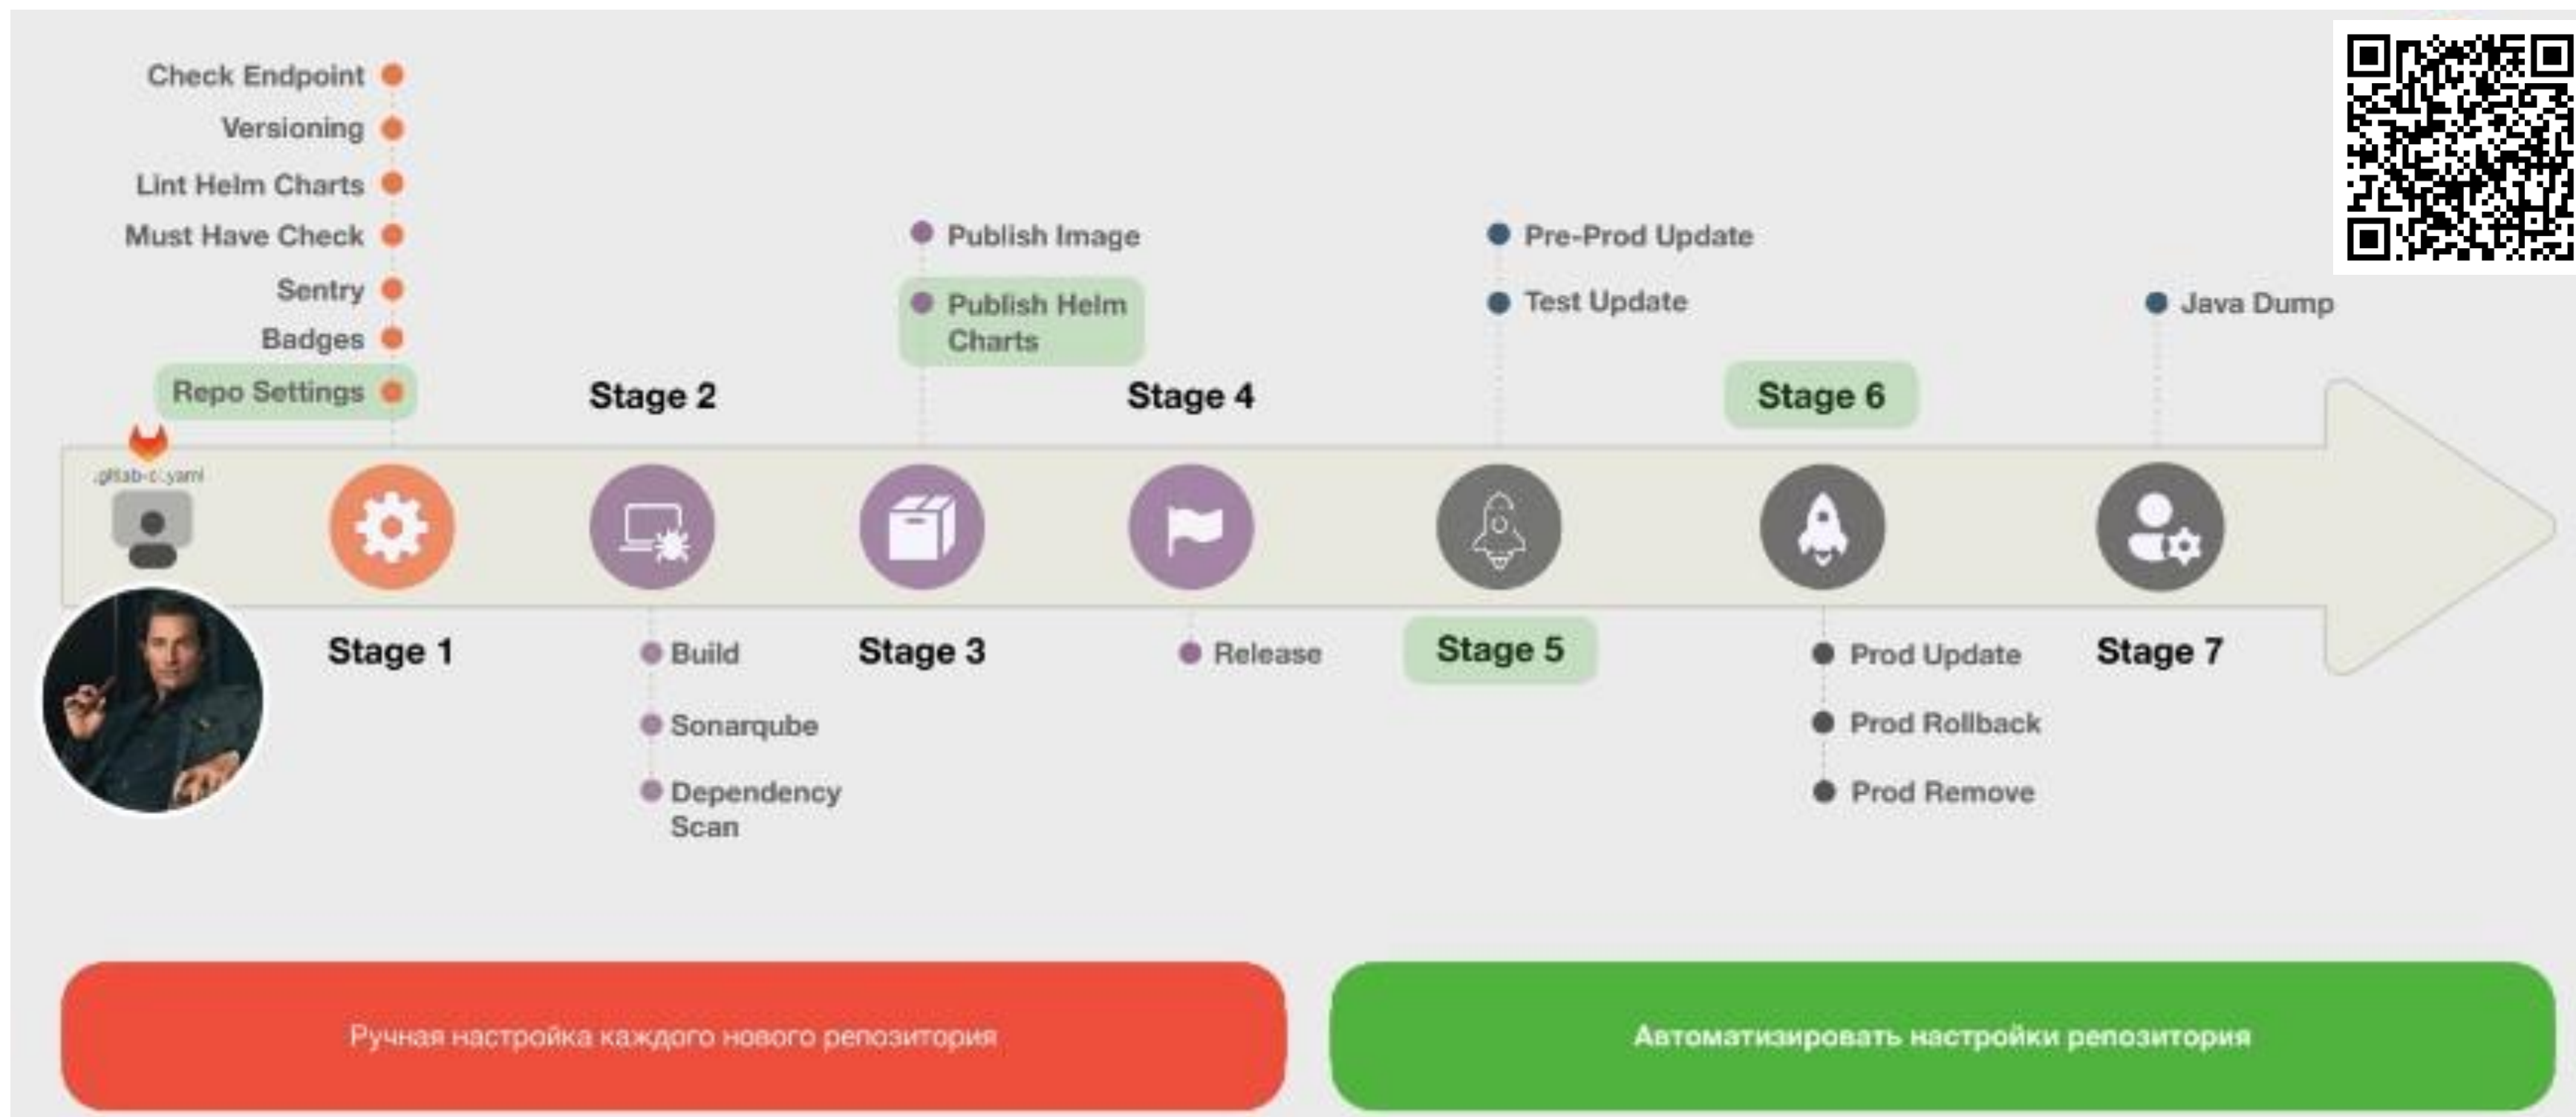 Check Endpoint
Versioning
Lint Helm Charts
Must Have Check
Sentry
Badges
Repo Settings
.gitlab-ci.yaml
Stage 1
Stage 2
Build
Sonarqube
Dependency
Scan
Publish Image
Publish Helm
Charts
Stage 3
Stage 4
Release
Pre-Prod Update
Test Update
Stage 5
Stage 6
Prod Update
Prod Rollback
Prod Remove
Java Dump
Stage 7
Ручная настройка каждого нового репозитория
Автоматизировать настройки репозитория